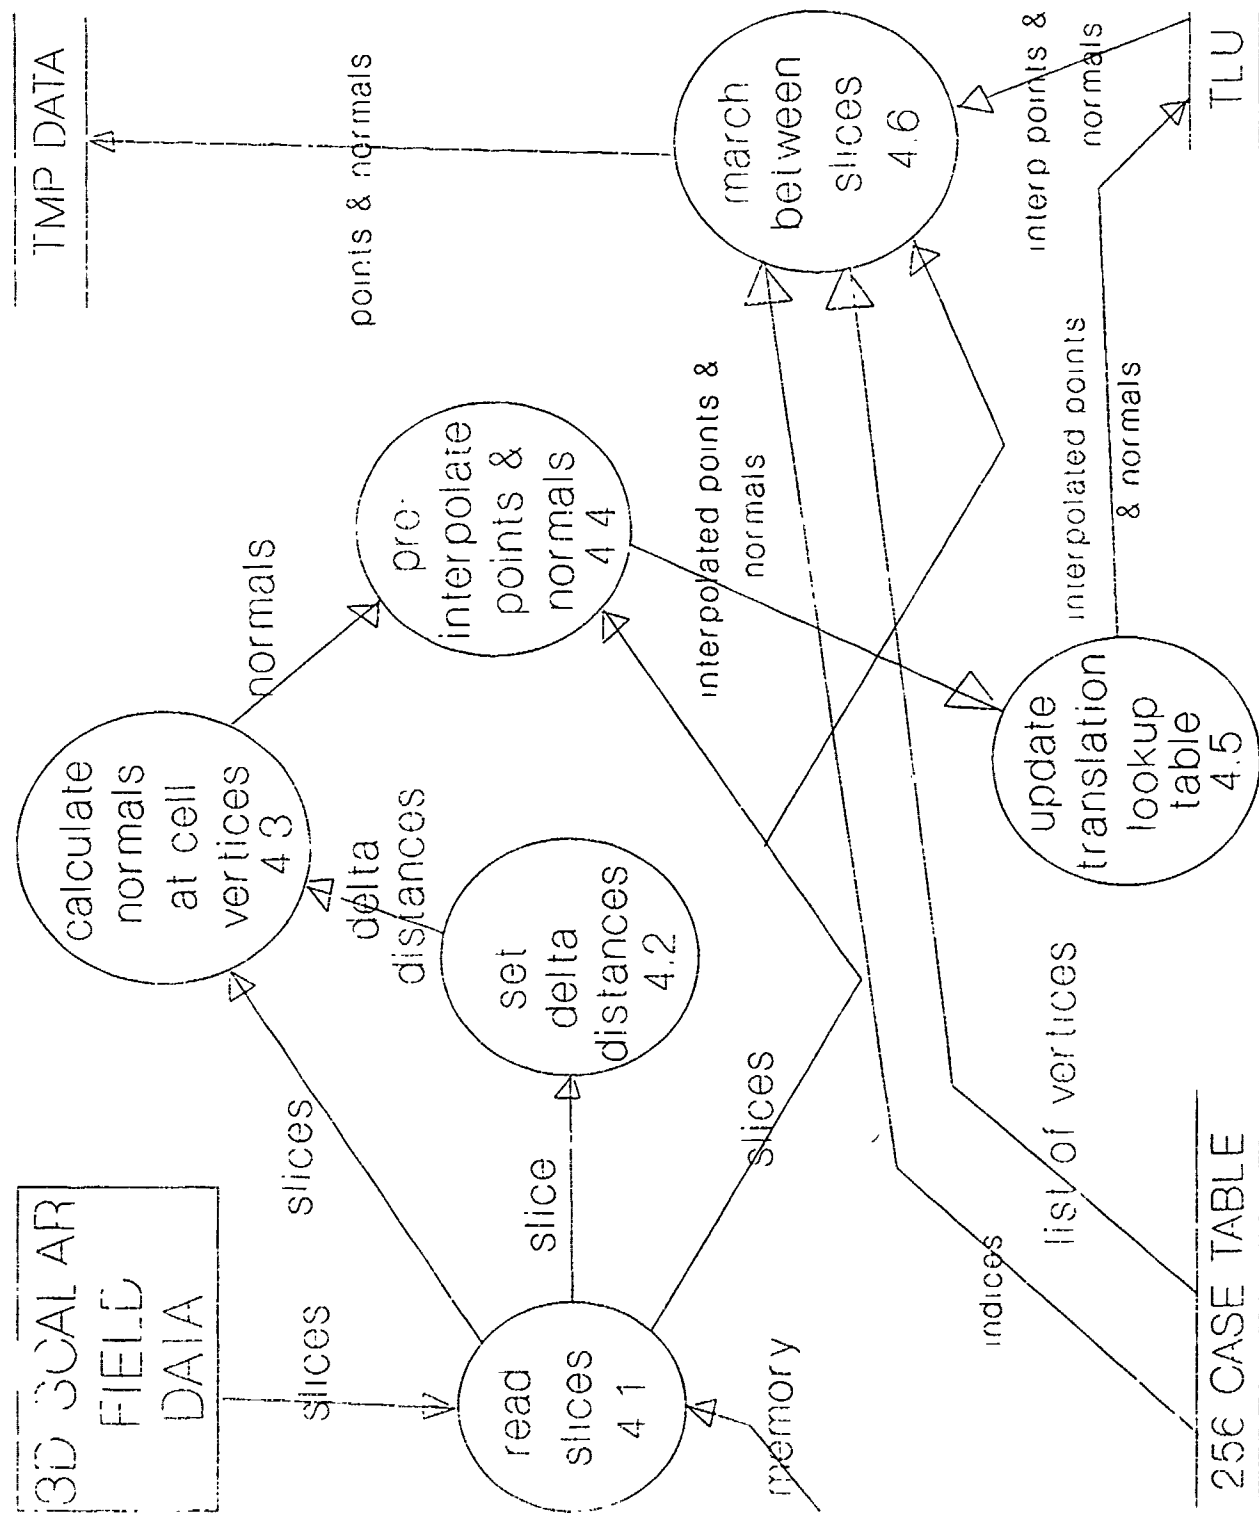 3D SCALAR
FIELD
DATA
slices
read
slices
4 1
memory
slices
slice
slices
set
delta
distances
4.2
delta
distances
calculate
normals
at cell
vertices
4 3
normals
pre-
interpolate
points &
normals
4 4
interpolated points &
normals
update
translation
lookup
table
4.5
interpolated points
& normals
TLU
interp points &
normals
march
between
slices
4.6
points & normals
TMP DATA
256 CASE TABLE
indices
list of vertices